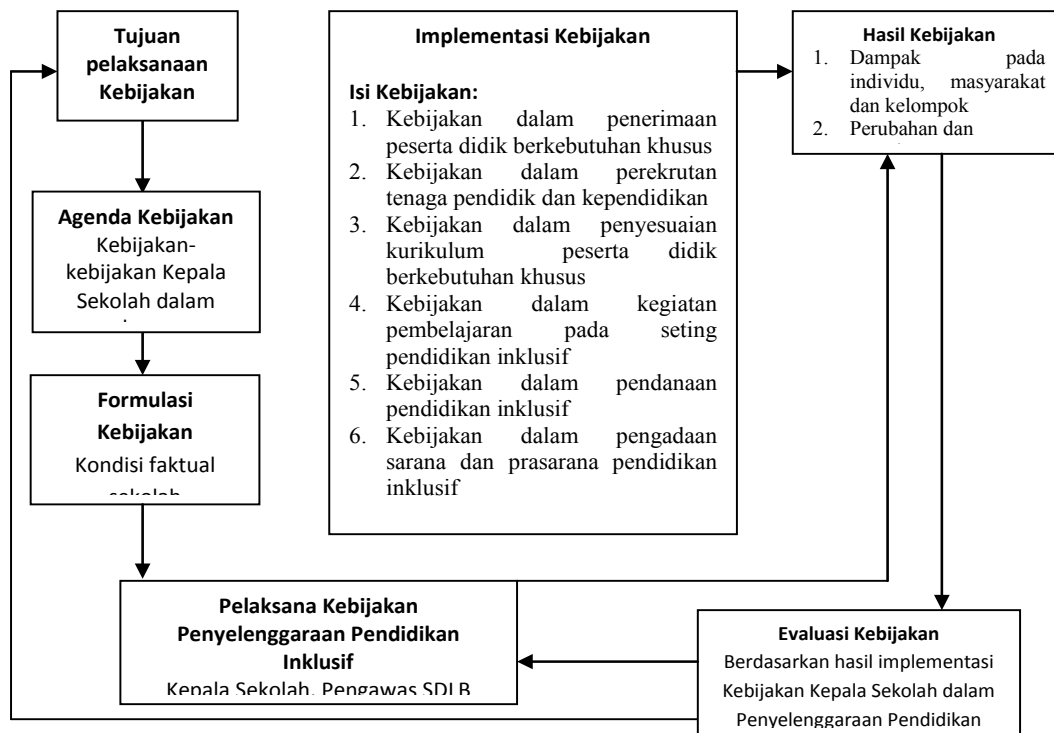 Tujuan
pelaksanaan
Kebijakan
Agenda Kebijakan
Kebijakan-
kebijakan Kepala
Sekolah dalam
Formulasi
Kebijakan
Kondisi faktual
sekolah
Implementasi Kebijakan
Isi Kebijakan:
1. Kebijakan dalam penerimaan
peserta didik berkebutuhan khusus
2. Kebijakan dalam perekrutan
tenaga pendidik dan kependidikan
3. Kebijakan dalam penyesuaian
kurikulum peserta didik
berkebutuhan khusus
4. Kebijakan dalam kegiatan
pembelajaran pada seting
pendidikan inklusif
5. Kebijakan dalam pendanaan
pendidikan inklusif
6. Kebijakan dalam pengadaan
sarana dan prasarana pendidikan
inklusif
Hasil Kebijakan
1. Dampak pada
individu, masyarakat
dan kelompok
2. Perubahan dan
Pelaksana Kebijakan
Penyelenggaraan Pendidikan
Inklusif
Kepala Sekolah, Pengawas SDLB
Evaluasi Kebijakan
Berdasarkan hasil implementasi
Kebijakan Kepala Sekolah dalam
Penyelenggaraan Pendidikan